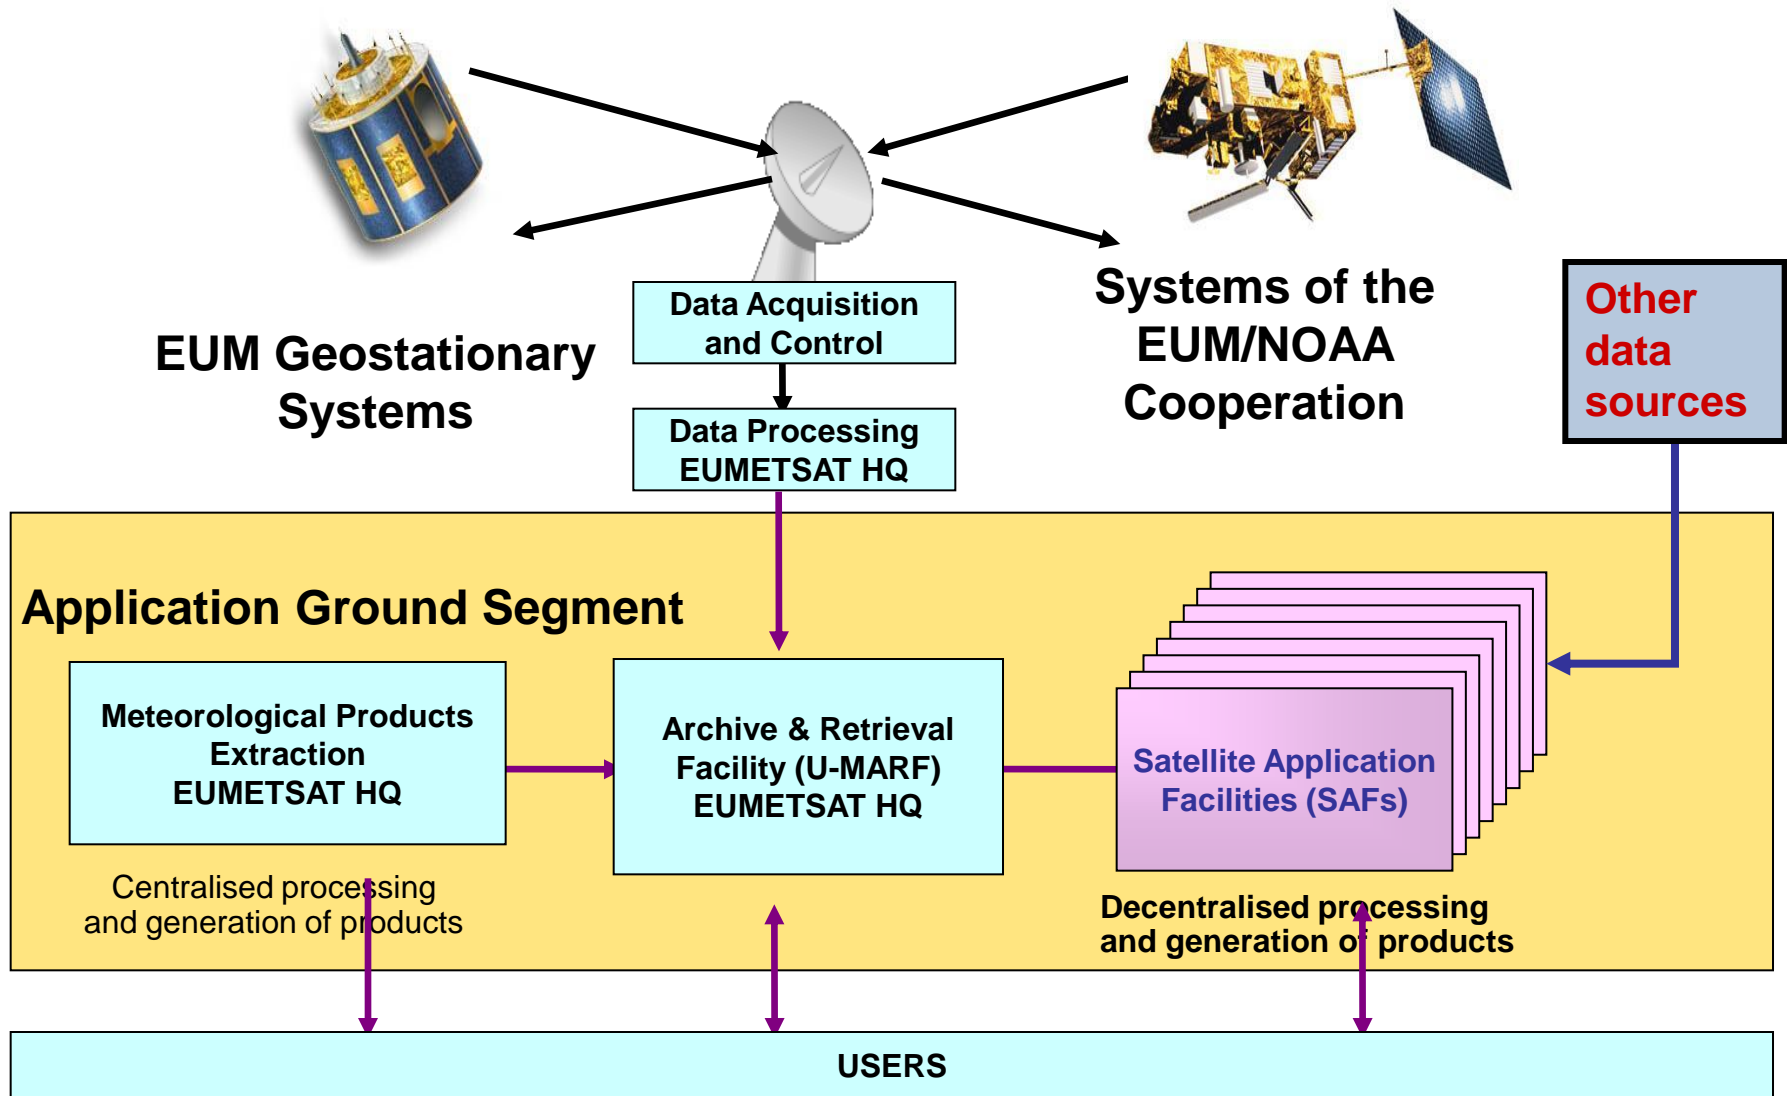 EUM Geostationary
Systems
Data Acquisition
and Control
Data Processing
EUMETSAT HQ
Systems of the
EUM/NOAA
Cooperation
Other
data
sources
Application Ground Segment
Meteorological Products
Extraction
EUMETSAT HQ
Centralised processing
and generation of products
Archive & Retrieval
Facility (U-MARF)
EUMETSAT HQ
Satellite Application
Facilities (SAFs)
Decentralised processing
and generation of products
USERS